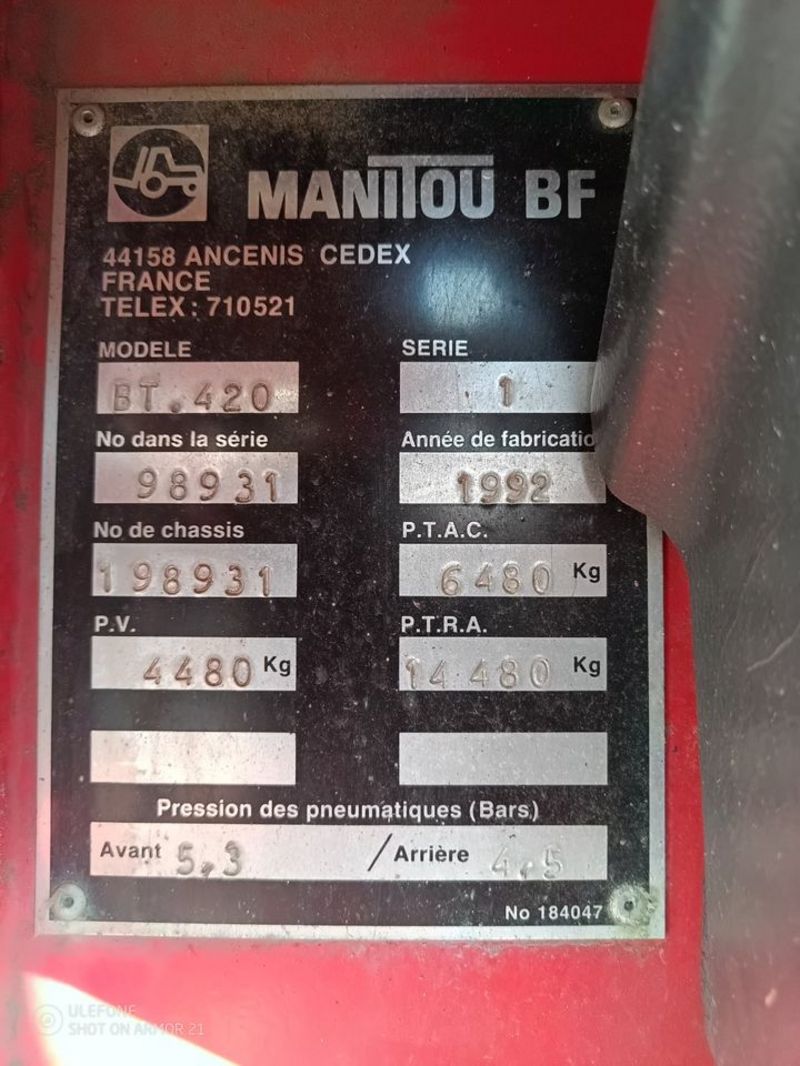 MANITOU BF
44158 ANCENIS CEDEX
FRANCE
TELEX: 710521
MODELE SERIE
BT.420 1
No dans la série Année de fabricatio
98931 1992
No de chassis P.T.A.C.
198931 6480 Kg
P.V. P.T.R.A.
4480 Kg 14 480 Kg
Pression des pneumatiques (Bars)
Avant 5,3 / Arrière 4,5
No 184047
ULEFONE
SHOT ON ARMOR 21